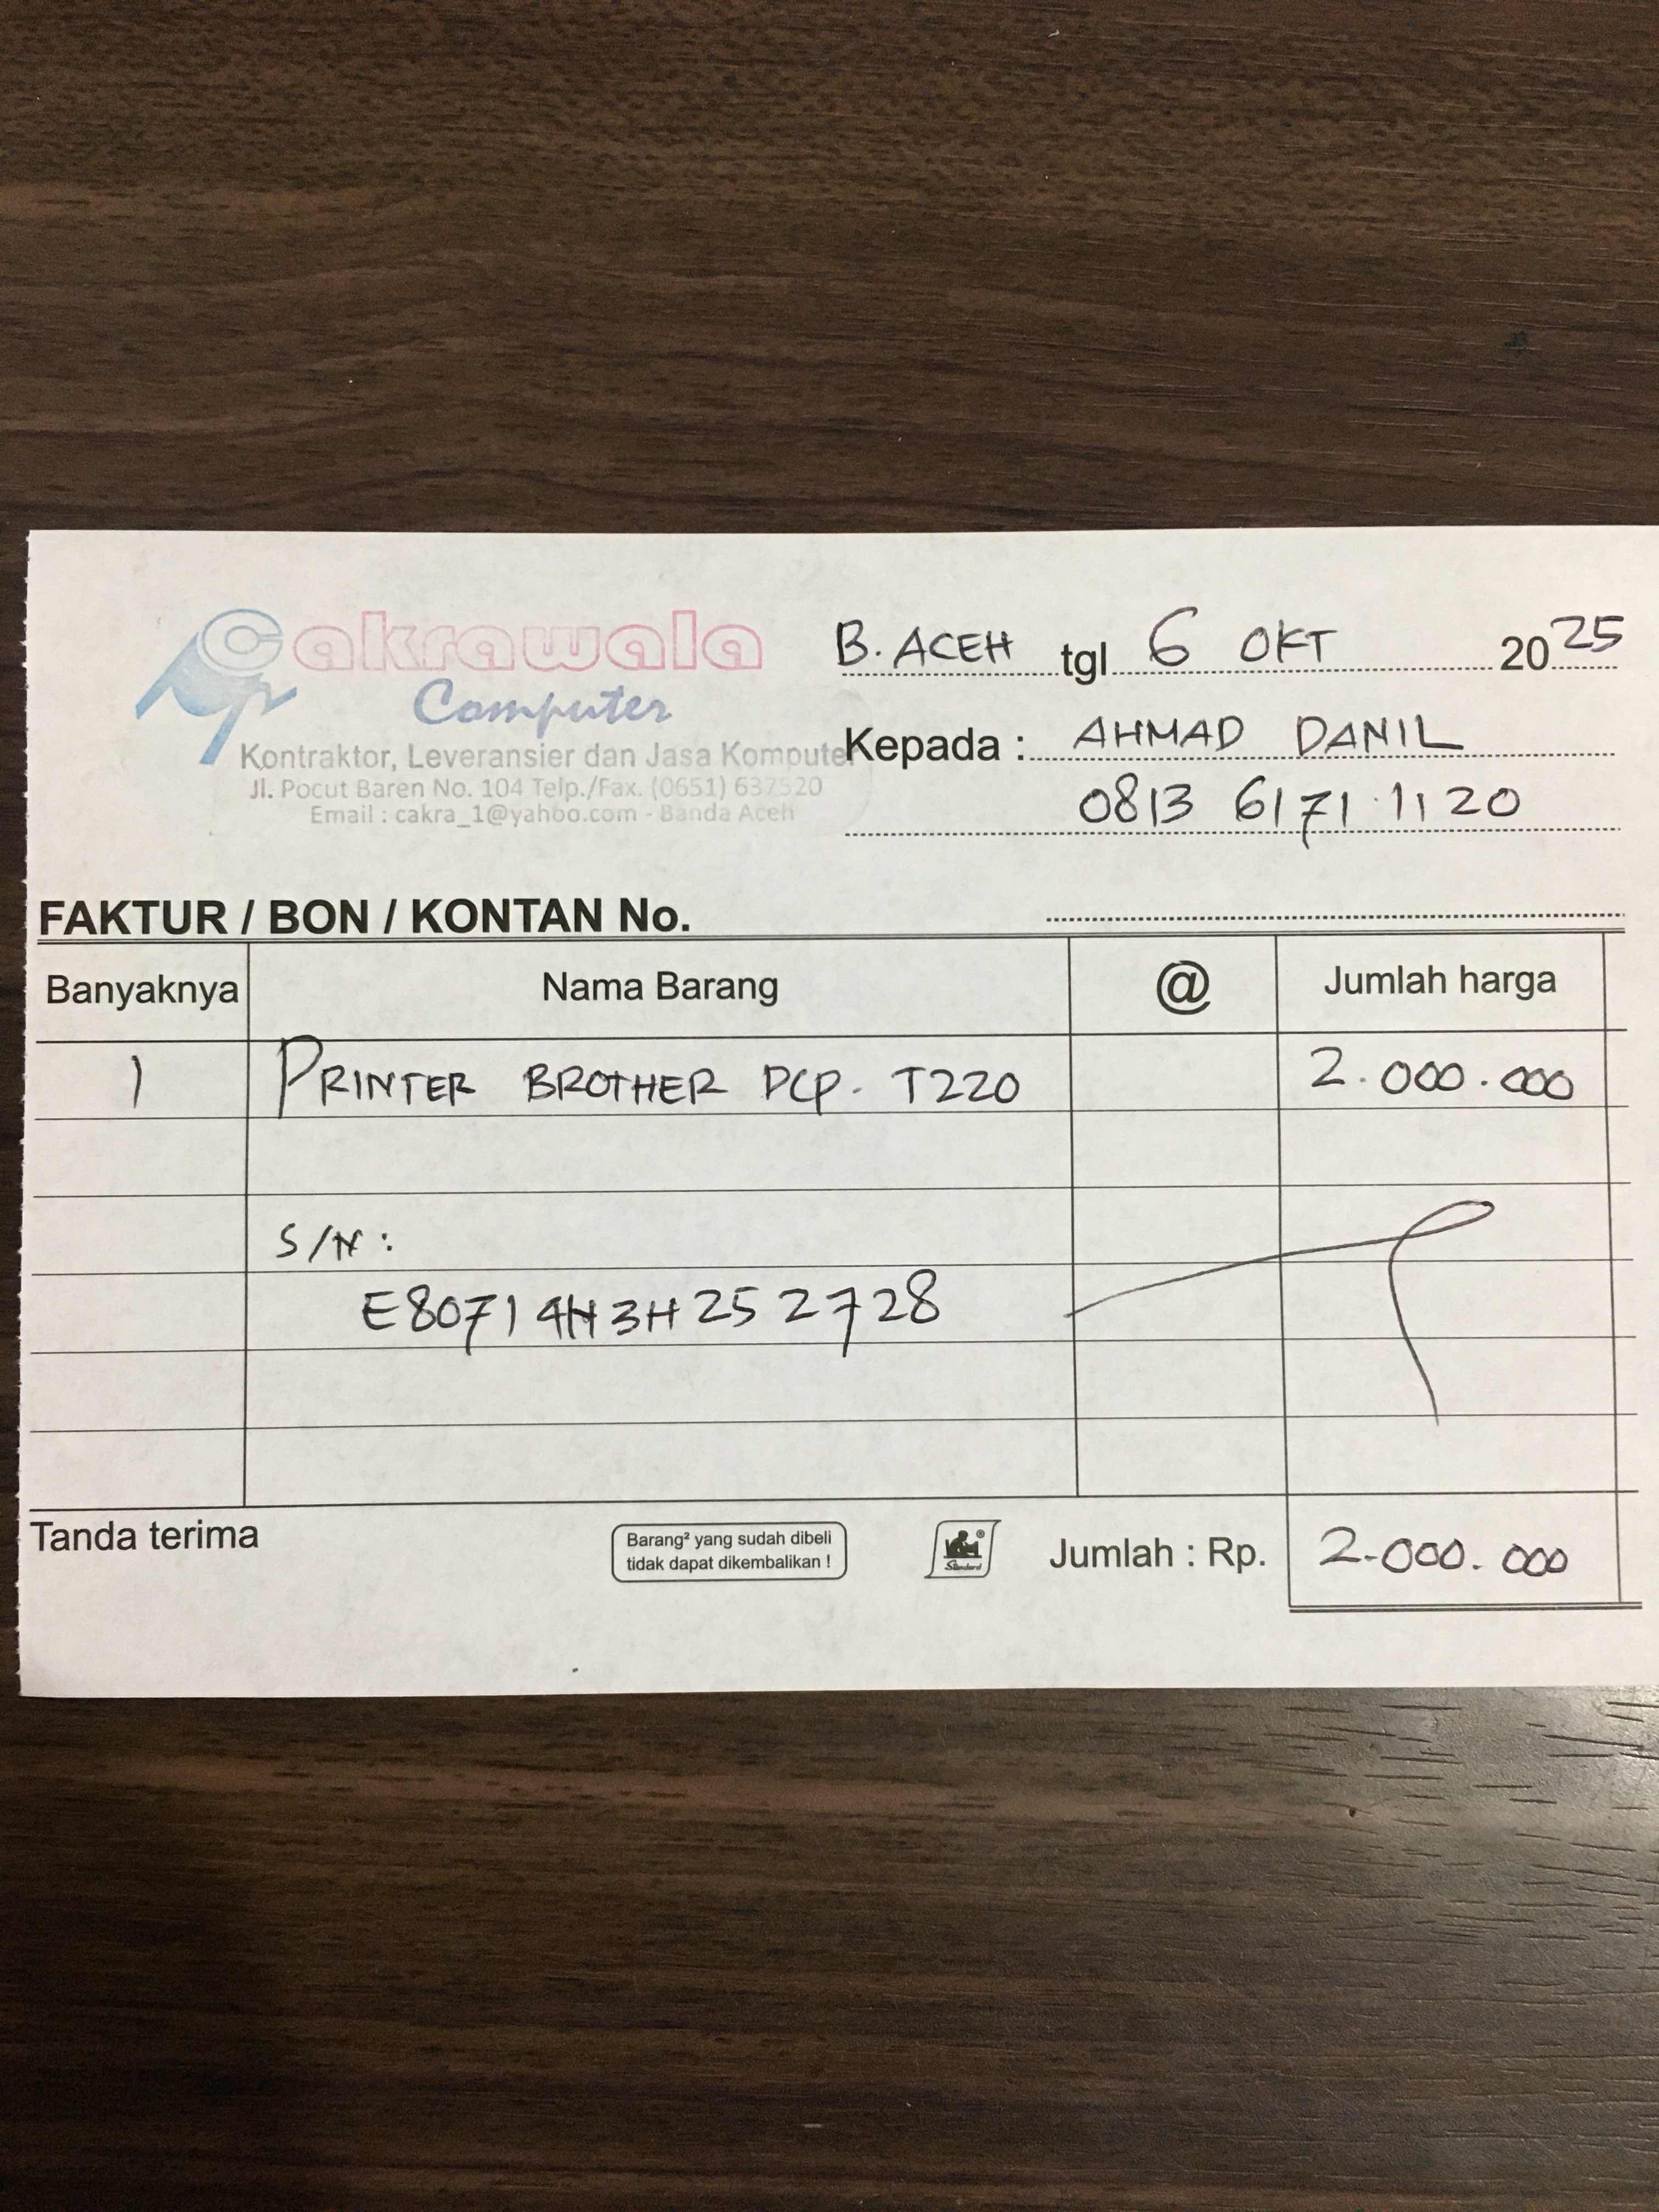 Cakrawala
Computer
Kontraktor, Leveransier dan Jasa Komputer
Jl. Pocut Baren No. 104 Telp./Fax. (0651) 637520
Email : cakra_1@yahoo.com - Banda Aceh
B. ACEH tgl 6 OKT 2025
Kepada : AHMAD DANIL
0813 6171 1120
FAKTUR / BON / KONTAN No.
Banyaknya Nama Barang @ Jumlah harga
1 PRINTER BROTHER DCP. T220 2.000.000
S/N :
E80714H3H252728
Tanda terima
Barang² yang sudah dibeli
tidak dapat dikembalikan !
Standard
Jumlah : Rp. 2.000.000